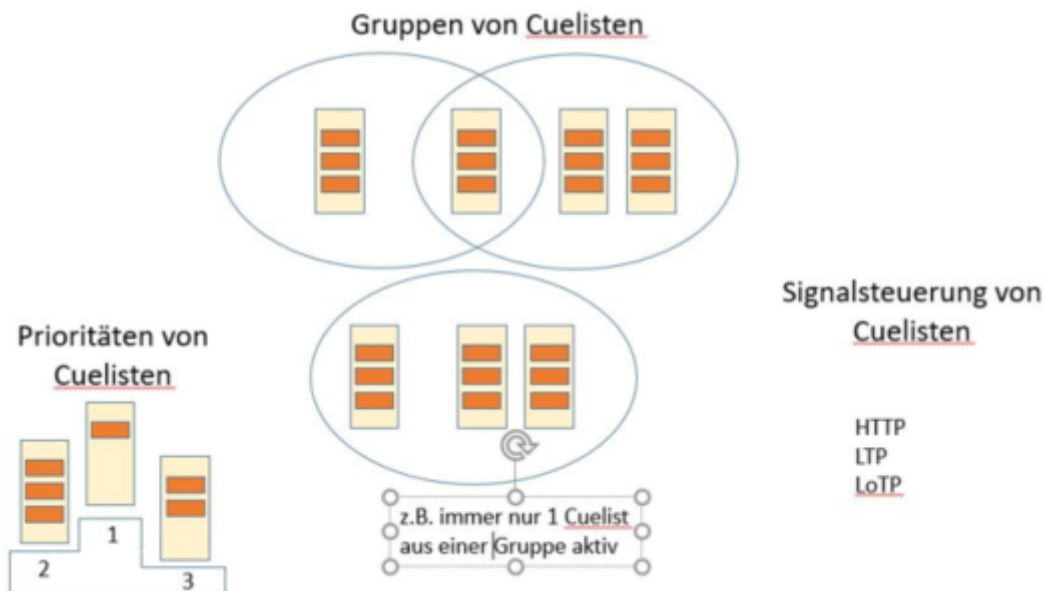 Gruppen von Cuelisten
Signalsteuerung von
Cuelisten
Prioritäten von
Cuelisten
HTTP
LTP
LoTP
z.B. immer nur 1 Cuelist
aus einer Gruppe aktiv
1
2
3